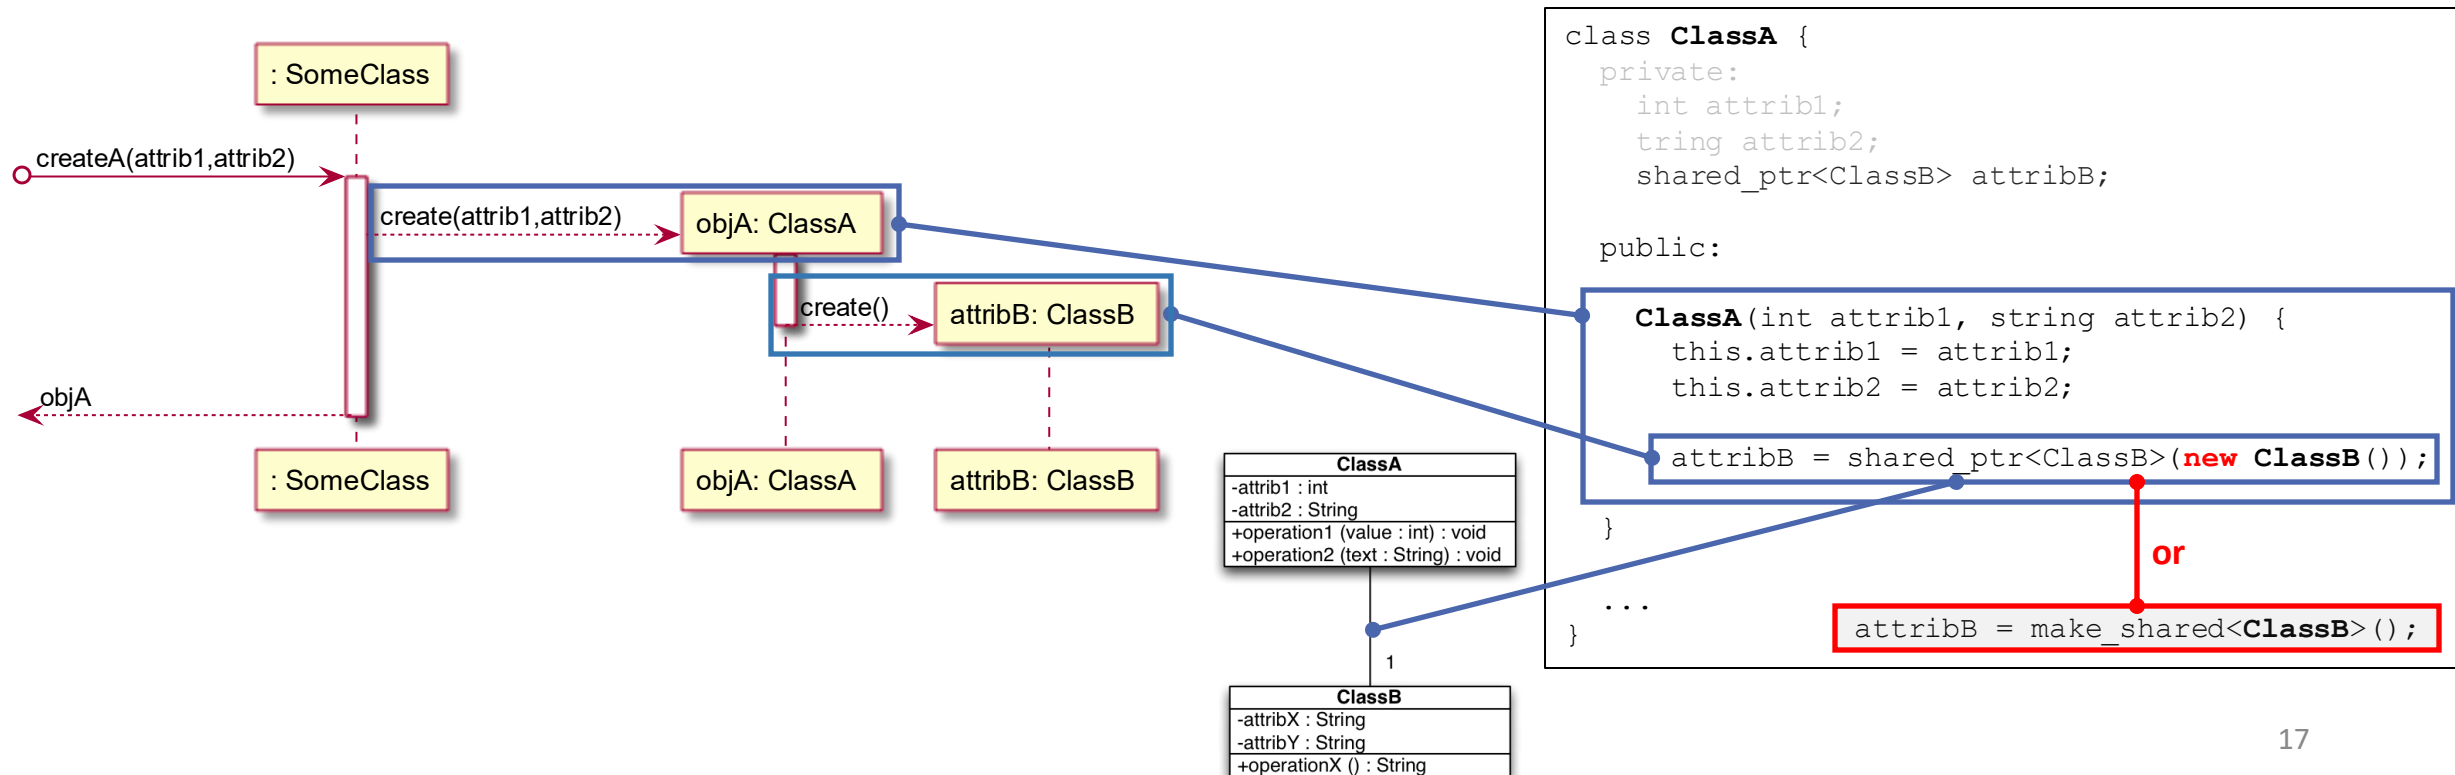 : SomeClass
createA(attrib1,attrib2)
create(attrib1,attrib2)
objA: ClassA
create()
attribB: ClassB
objA
: SomeClass
objA: ClassA
attribB: ClassB
ClassA
-attrib1 : int
-attrib2 : String
+operation1 (value : int) : void
+operation2 (text : String) : void
1
ClassB
-attribX : String
-attribY : String
+operationX () : String
class ClassA {
private:
int attrib1;
tring attrib2;
shared_ptr<ClassB> attribB;
public:
ClassA(int attrib1, string attrib2) {
this.attrib1 = attrib1;
this.attrib2 = attrib2;
attribB = shared_ptr<ClassB>(new ClassB());
}
or
...
attribB = make_shared<ClassB>();
}
17